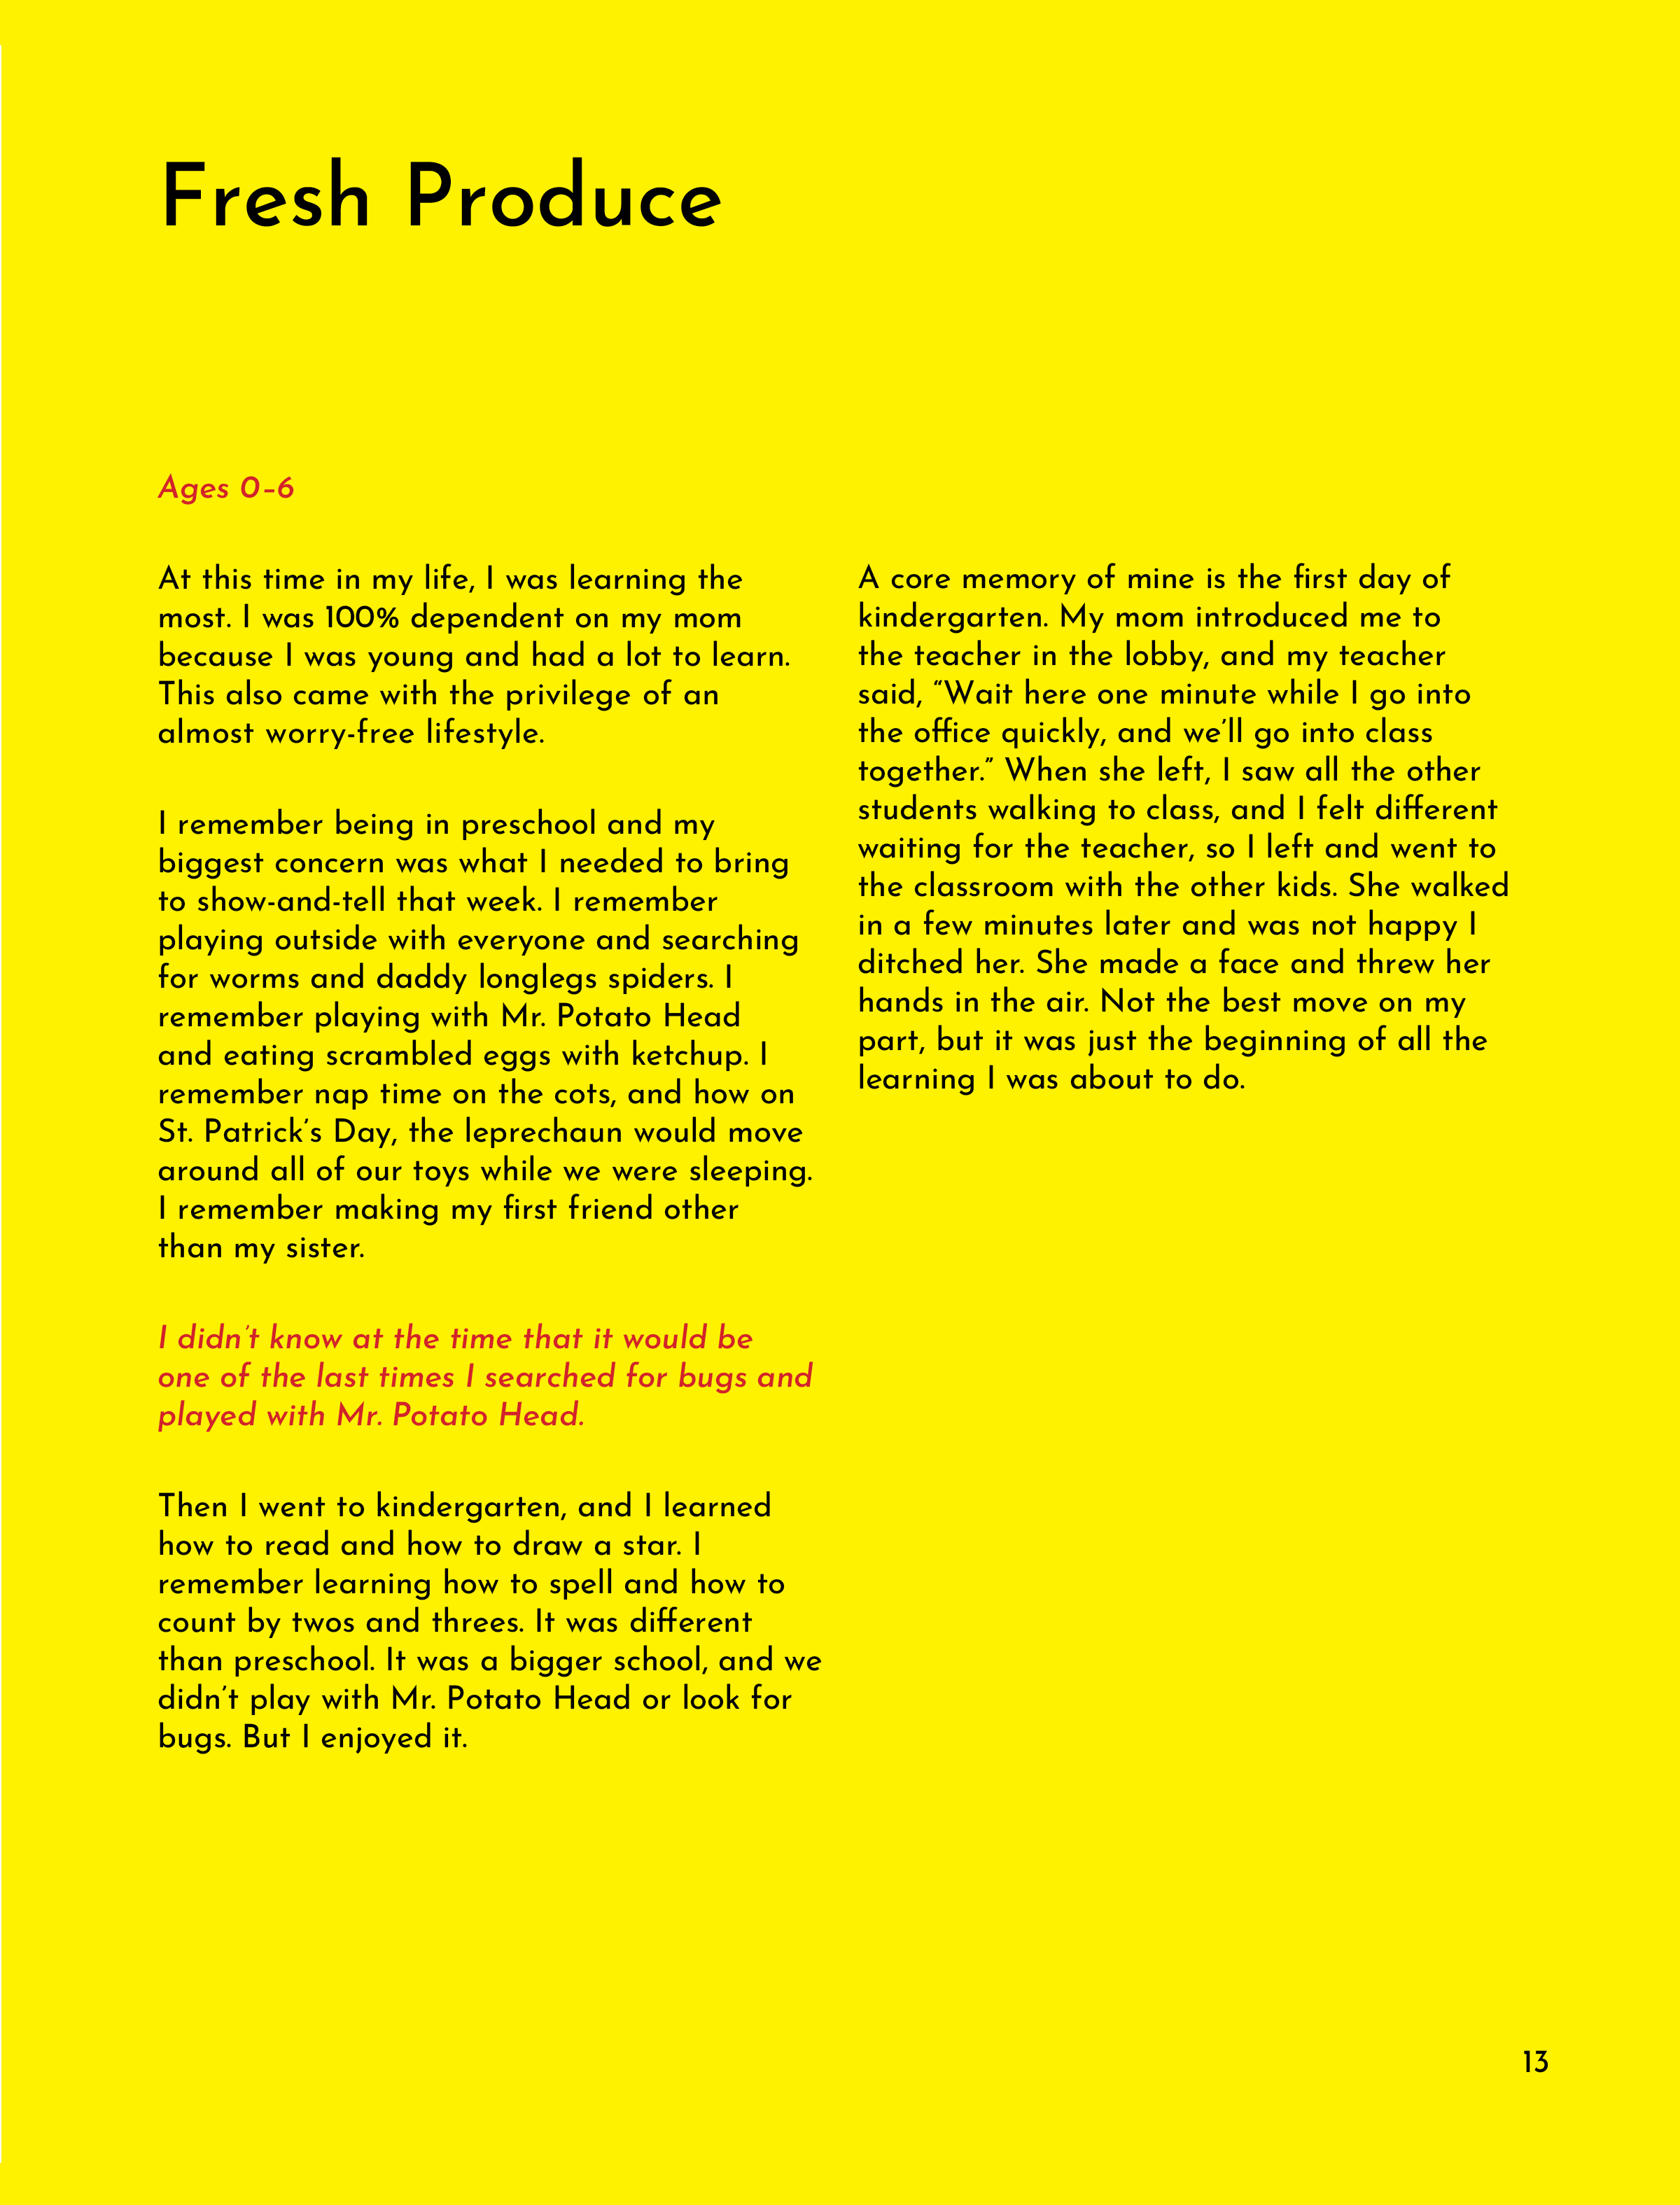 Fresh Produce
Ages 0–6
At this time in my life, I was learning the
most. I was 100% dependent on my mom
because I was young and had a lot to learn.
This also came with the privilege of an
almost worry-free lifestyle.
I remember being in preschool and my
biggest concern was what I needed to bring
to show-and-tell that week. I remember
playing outside with everyone and searching
for worms and daddy longlegs spiders. I
remember playing with Mr. Potato Head
and eating scrambled eggs with ketchup. I
remember nap time on the cots, and how on
St. Patrick’s Day, the leprechaun would move
around all of our toys while we were sleeping.
I remember making my first friend other
than my sister.
I didn’t know at the time that it would be
one of the last times I searched for bugs and
played with Mr. Potato Head.
Then I went to kindergarten, and I learned
how to read and how to draw a star. I
remember learning how to spell and how to
count by twos and threes. It was different
than preschool. It was a bigger school, and we
didn’t play with Mr. Potato Head or look for
bugs. But I enjoyed it.
A core memory of mine is the first day of
kindergarten. My mom introduced me to
the teacher in the lobby, and my teacher
said, “Wait here one minute while I go into
the office quickly, and we’ll go into class
together.” When she left, I saw all the other
students walking to class, and I felt different
waiting for the teacher, so I left and went to
the classroom with the other kids. She walked
in a few minutes later and was not happy I
ditched her. She made a face and threw her
hands in the air. Not the best move on my
part, but it was just the beginning of all the
learning I was about to do.
13